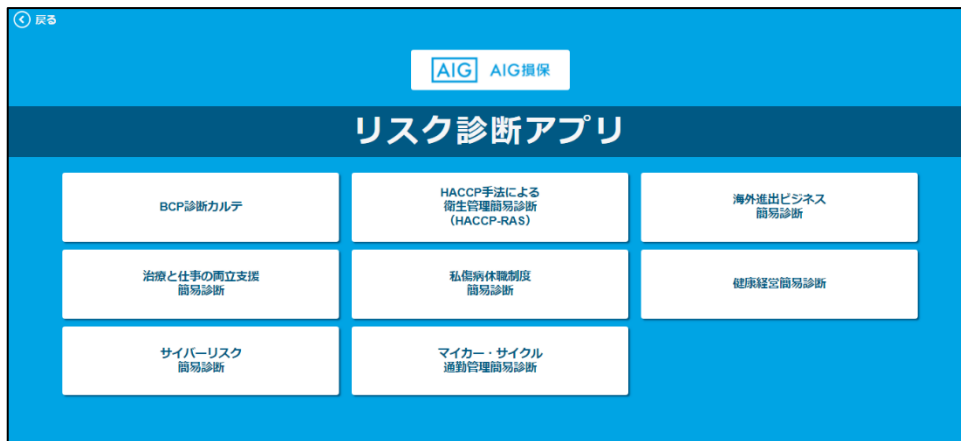 戻る
AIG AIG損保
リスク診断アプリ
BCP診断カルテ
HACCP手法による
衛生管理簡易診断
（HACCP-RAS）
海外進出ビジネス
簡易診断
治療と仕事の両立支援
簡易診断
私傷病休職制度
簡易診断
健康経営簡易診断
サイバーリスク
簡易診断
マイカー・サイクル
通勤管理簡易診断